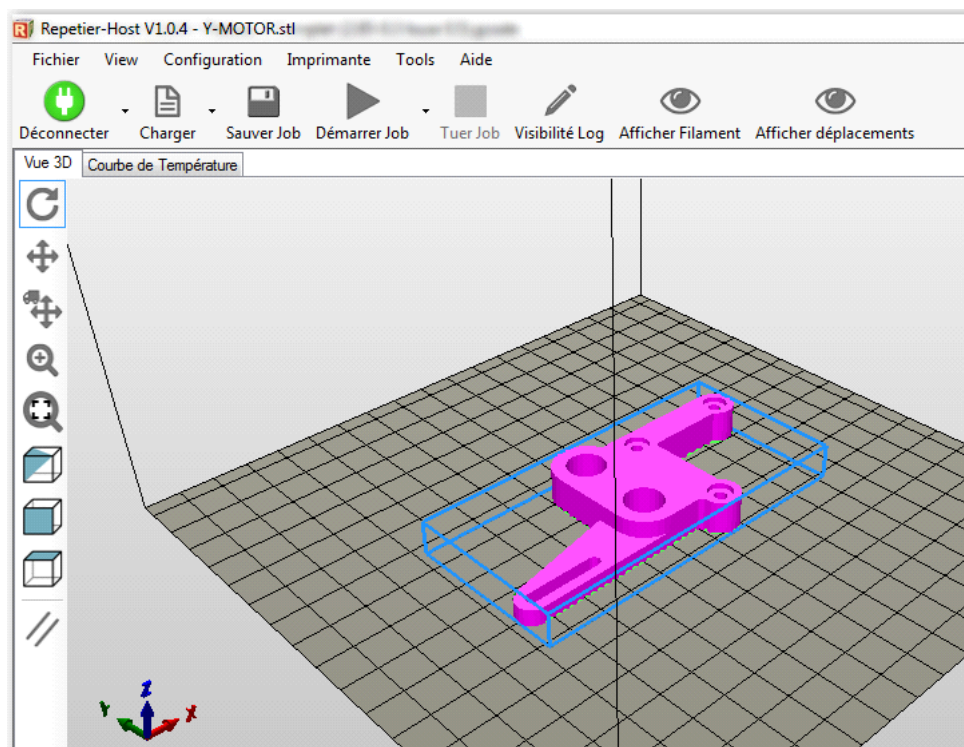 Repetier-Host V1.0.4 - Y-MOTOR.stl
Fichier View Configuration Imprimante Tools Aide
Déconnecter Charger Sauver Job Démarrer Job Tuer Job Visibilité Log Afficher Filament Afficher déplacements
Vue 3D Courbe de Température
Z
Y X